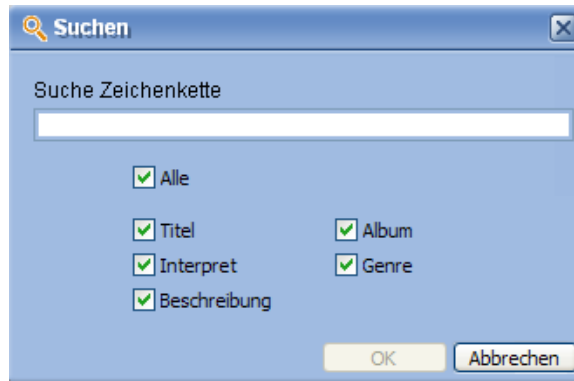 Suchen
Suche Zeichenkette
Alle
Titel Album
Interpret Genre
Beschreibung
OK Abbrechen